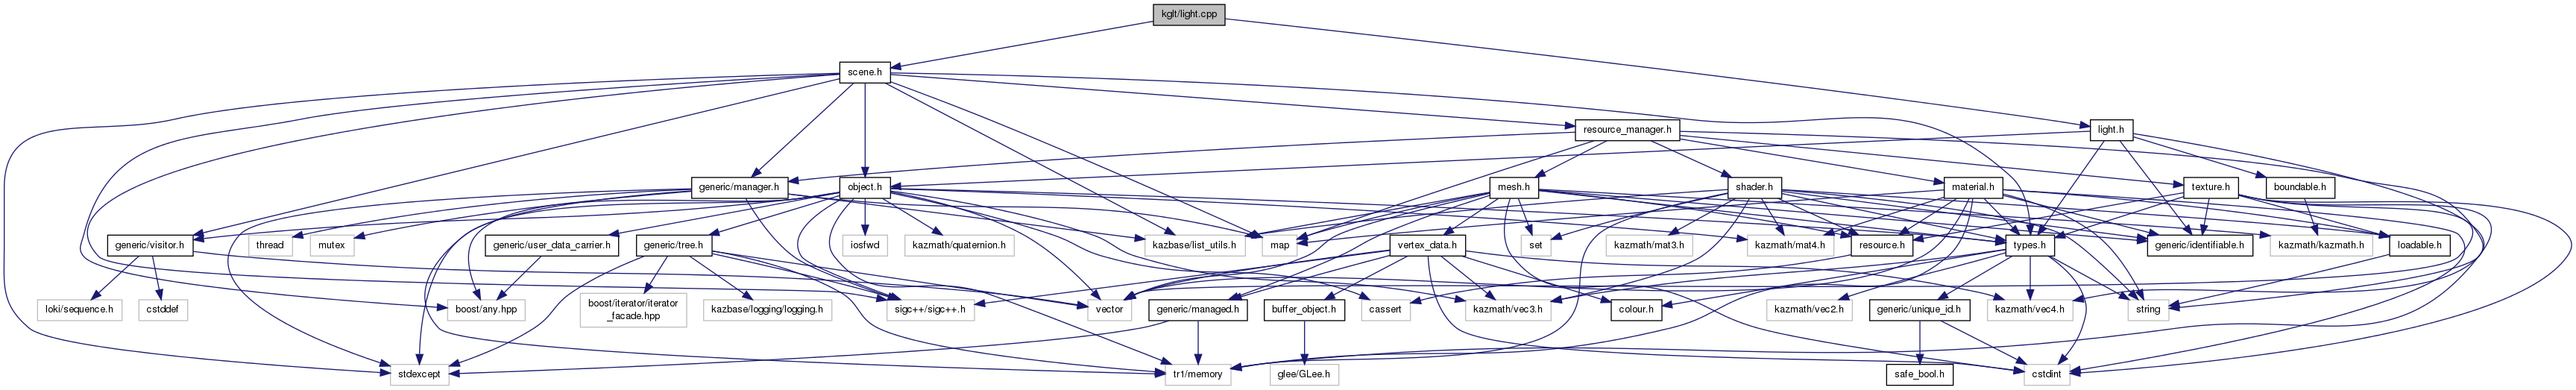 kglt/light.cpp
scene.h
resource_manager.h
light.h
generic/manager.h
object.h
mesh.h
shader.h
material.h
texture.h
boundable.h
generic/visitor.h
thread
mutex
generic/user_data_carrier.h
generic/tree.h
iosfwd
kazmath/quaternion.h
kazbase/list_utils.h
map
vertex_data.h
set
kazmath/mat3.h
kazmath/mat4.h
resource.h
types.h
generic/identifiable.h
kazmath/kazmath.h
loadable.h
loki/sequence.h
cstddef
boost/any.hpp
boost/iterator/iterator
_facade.hpp
kazbase/logging/logging.h
sigc++/sigc++.h
vector
generic/managed.h
buffer_object.h
cassert
kazmath/vec3.h
colour.h
kazmath/vec2.h
generic/unique_id.h
kazmath/vec4.h
string
stdexcept
tr1/memory
glee/GLee.h
safe_bool.h
cstdint